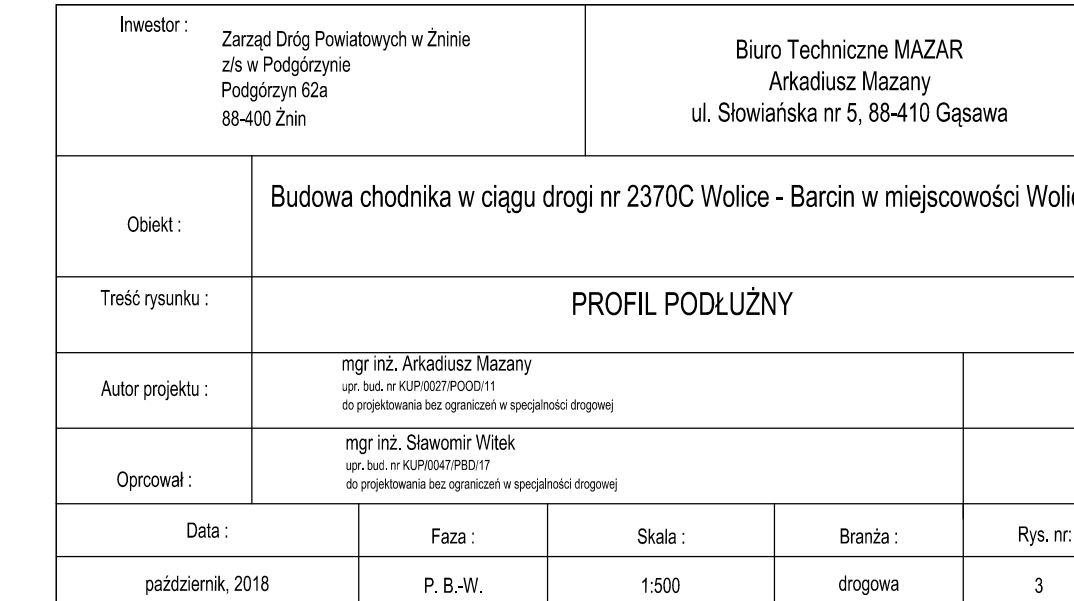 Inwestor :
Zarząd Dróg Powiatowych w Żninie
z/s w Podgórzynie
Podgórzyn 62a
88-400 Żnin
Biuro Techniczne MAZAR
Arkadiusz Mazany
ul. Słowiańska nr 5, 88-410 Gąsawa
Obiekt :
Budowa chodnika w ciągu drogi nr 2370C Wolice - Barcin w miejscowości
Treść rysunku :
PROFIL PODŁUŻNY
Autor projektu :
mgr inż. Arkadiusz Mazany
upr. bud. nr KUP/0027/POOD/11
do projektowania bez ograniczeń w specjalności drogowej
Oprcował :
mgr inż. Sławomir Witek
upr. bud. nr KUP/0047/PBD/17
do projektowania bez ograniczeń w specjalności drogowej
Data :
Faza :
Skala :
Branża :
Rys. nr:
październik, 2018
P. B.-W.
1:500
drogowa
3